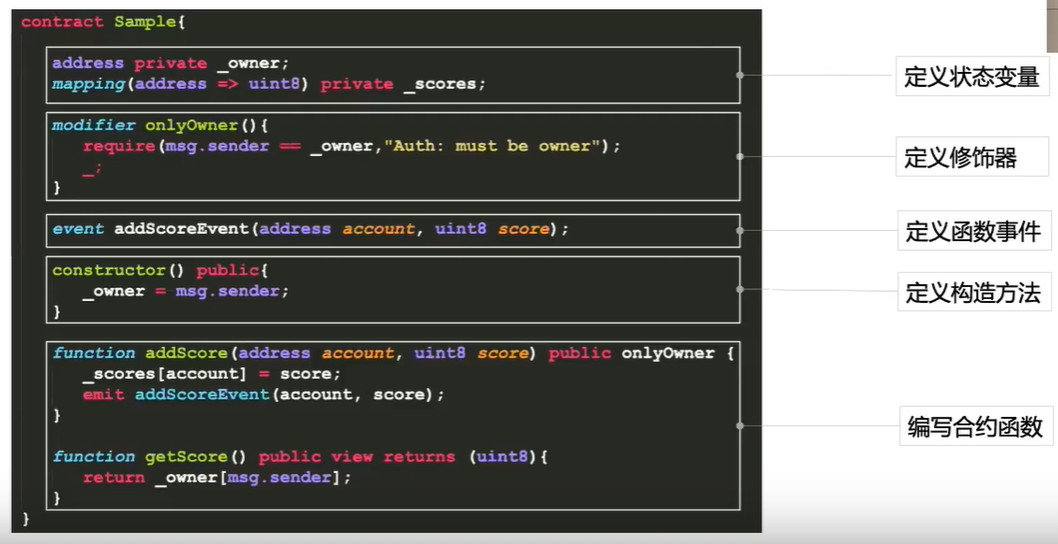 contract Sample{
address private _owner;
mapping(address => uint8) private _scores;
定义状态变量
modifier onlyOwner(){
require(msg.sender == _owner,"Auth: must be owner");
_;
}
定义修饰器
event addScoreEvent(address account, uint8 score);
定义函数事件
constructor() public{
_owner = msg.sender;
}
定义构造方法
function addScore(address account, uint8 score) public onlyOwner {
_scores[account] = score;
emit addScoreEvent(account, score);
}
function getScore() public view returns (uint8){
return _owner[msg.sender];
}
编写合约函数
}